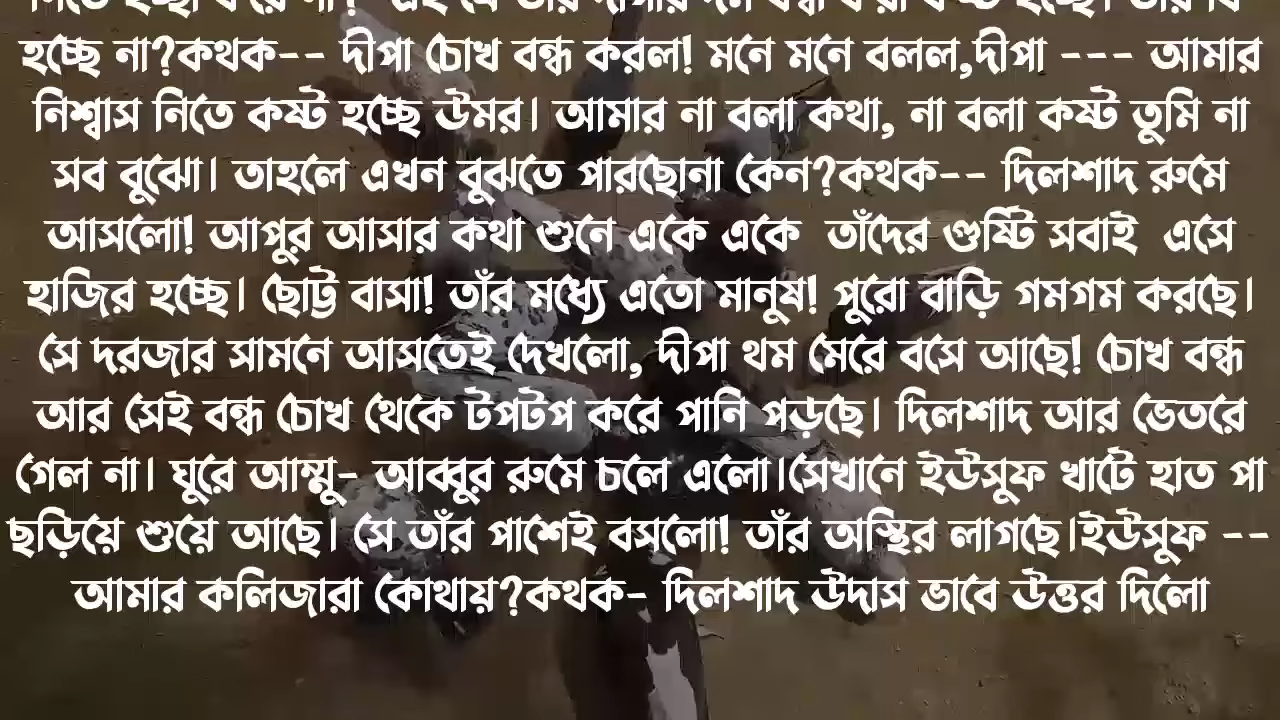 হচ্ছে না?কথক-- দীপা চোখ বন্ধ করল! মনে মনে বলল,দীপা --- আমার
নিশ্বাস নিতে কষ্ট হচ্ছে উমর। আমার না বলা কথা, না বলা কষ্ট তুমি না
সব বুঝো। তাহলে এখন বুঝতে পারছোনা কেন?কথক-- দিলশাদ রুমে
আসলো! আপুর আসার কথা শুনে একে একে তাঁদের গুষ্টি সবাই এসে
হাজির হচ্ছে। ছোট্ট বাসা! তাঁর মধ্যে এতো মানুষ! পুরো বাড়ি গমগম করছে।
সে দরজার সামনে আসতেই দেখলো, দীপা থম মেরে বসে আছে! চোখ বন্ধ
আর সেই বন্ধ চোখ থেকে টপটপ করে পানি পড়ছে। দিলশাদ আর ভেতরে
গেল না। ঘুরে আম্মু- আব্বুর রুমে চলে এলো।সেখানে ইউসুফ খাটে হাত পা
ছড়িয়ে শুয়ে আছে। সে তাঁর পাশেই বসলো! তাঁর অস্থির লাগছে।ইউসুফ --
আমার কলিজারা কোথায়?কথক- দিলশাদ উদাস ভাবে উত্তর দিলো